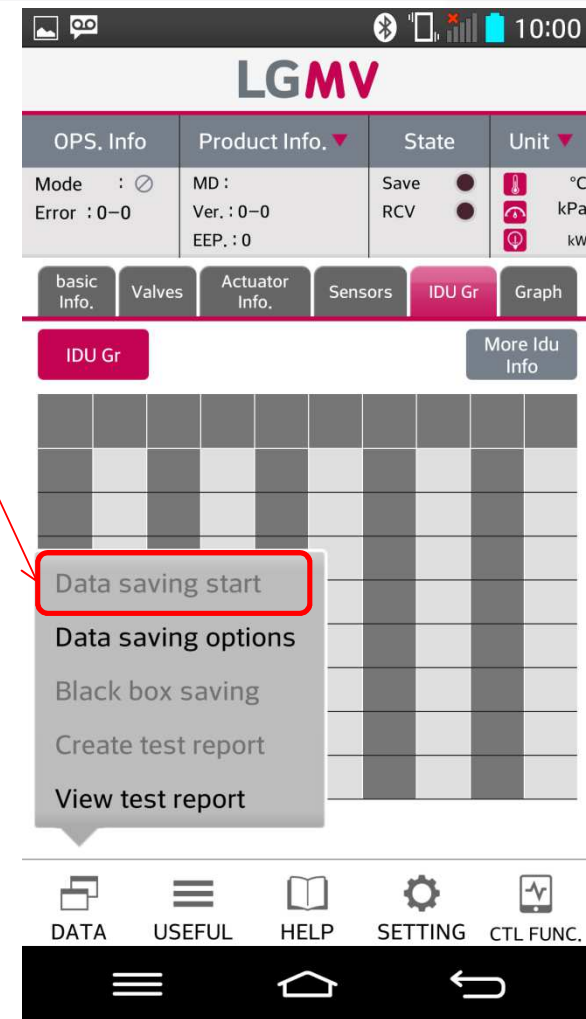 10:00
LGMV
OPS. Info Product Info. ▼ State Unit ▼
Mode : MD : Save °C
Error : 0-0 Ver. : 0-0 RCV kPa
EEP. : 0 kW
basic Info. Valves Actuator Info. Sensors IDU Gr Graph
IDU Gr More Idu Info
Data saving start
Data saving options
Black box saving
Create test report
View test report
DATA USEFUL HELP SETTING CTL FUNC.